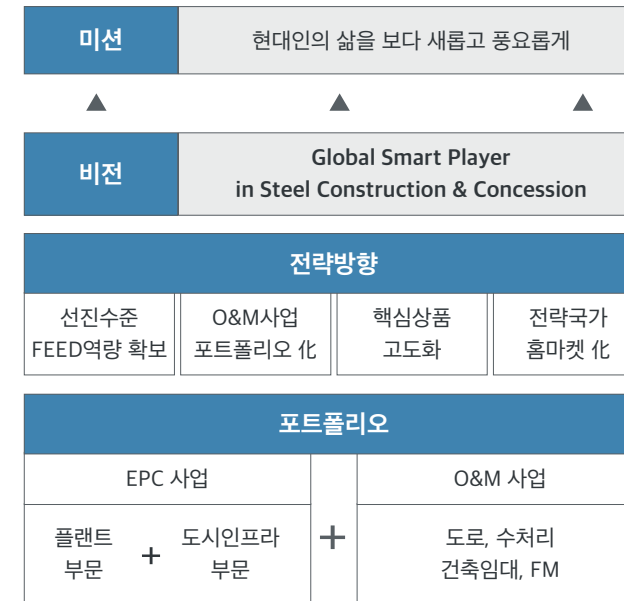 미션
현대인의 삶을 보다 새롭고 풍요롭게
비전
Global Smart Player
in Steel Construction & Concession
전략방향
선진수준
FEED역량 확보
O&M사업
포트폴리오 化
핵심상품
고도화
전략국가
홈마켓 化
포트폴리오
EPC 사업
O&M 사업
플랜트
부문
+
도시인프라
부문
+
도로, 수처리
건축임대, FM